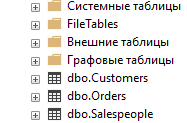 Системные таблицы
FileTables
Внешние таблицы
Графовые таблицы
dbo.Customers
dbo.Orders
dbo.Salespeople